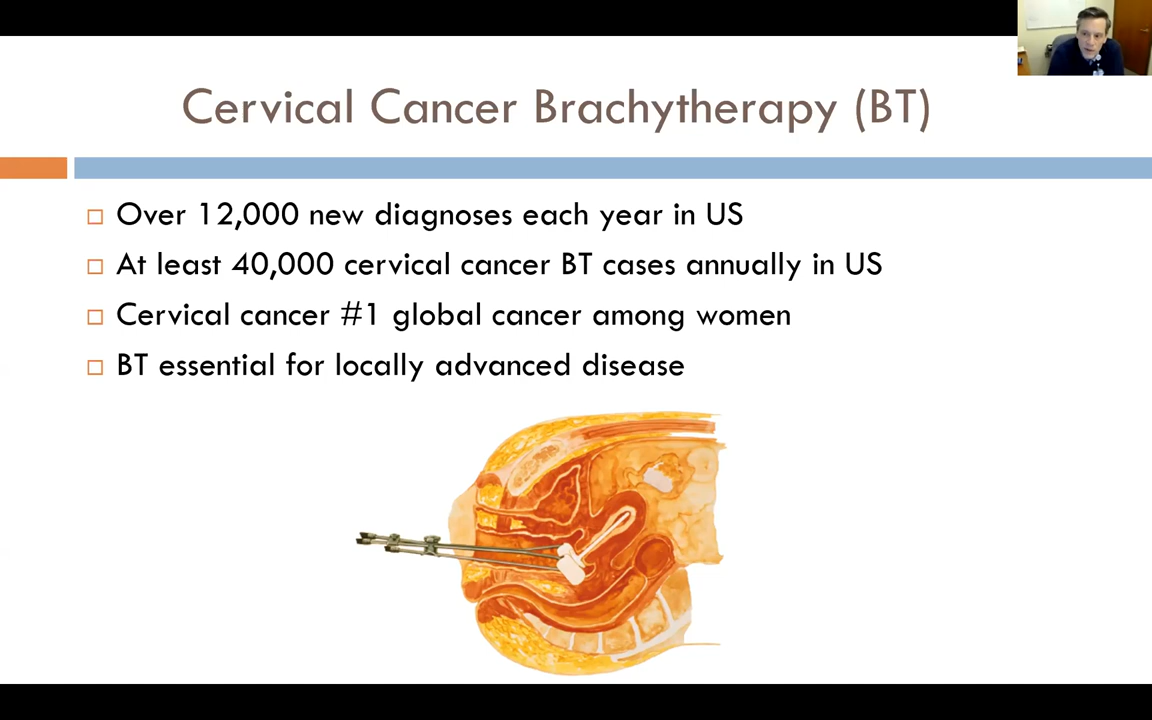 Cervical Cancer Brachytherapy (BT)
Over 12,000 new diagnoses each year in US
At least 40,000 cervical cancer BT cases annually in US
Cervical cancer #1 global cancer among women
BT essential for locally advanced disease